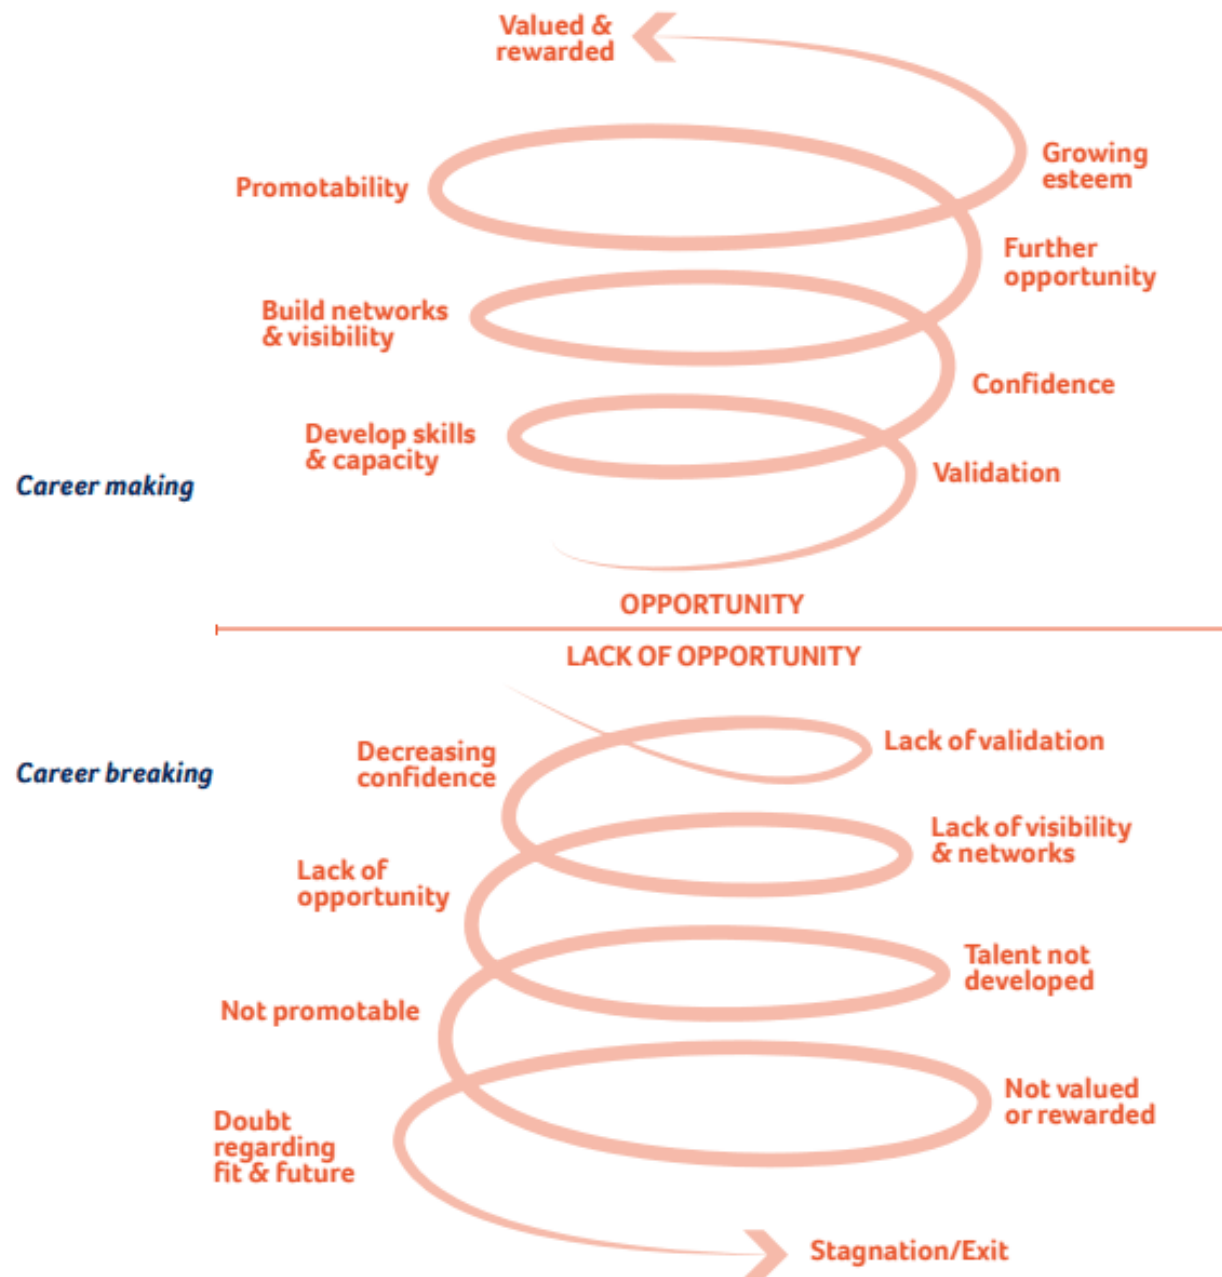 Valued &
rewarded
Growing
esteem
Promotability
Further
opportunity
Build networks
& visibility
Confidence
Develop skills
& capacity
Validation
Career making
OPPORTUNITY
LACK OF OPPORTUNITY
Career breaking
Lack of validation
Decreasing
confidence
Lack of visibility
& networks
Lack of
opportunity
Talent not
developed
Not promotable
Not valued
or rewarded
Doubt
regarding
fit & future
Stagnation/Exit